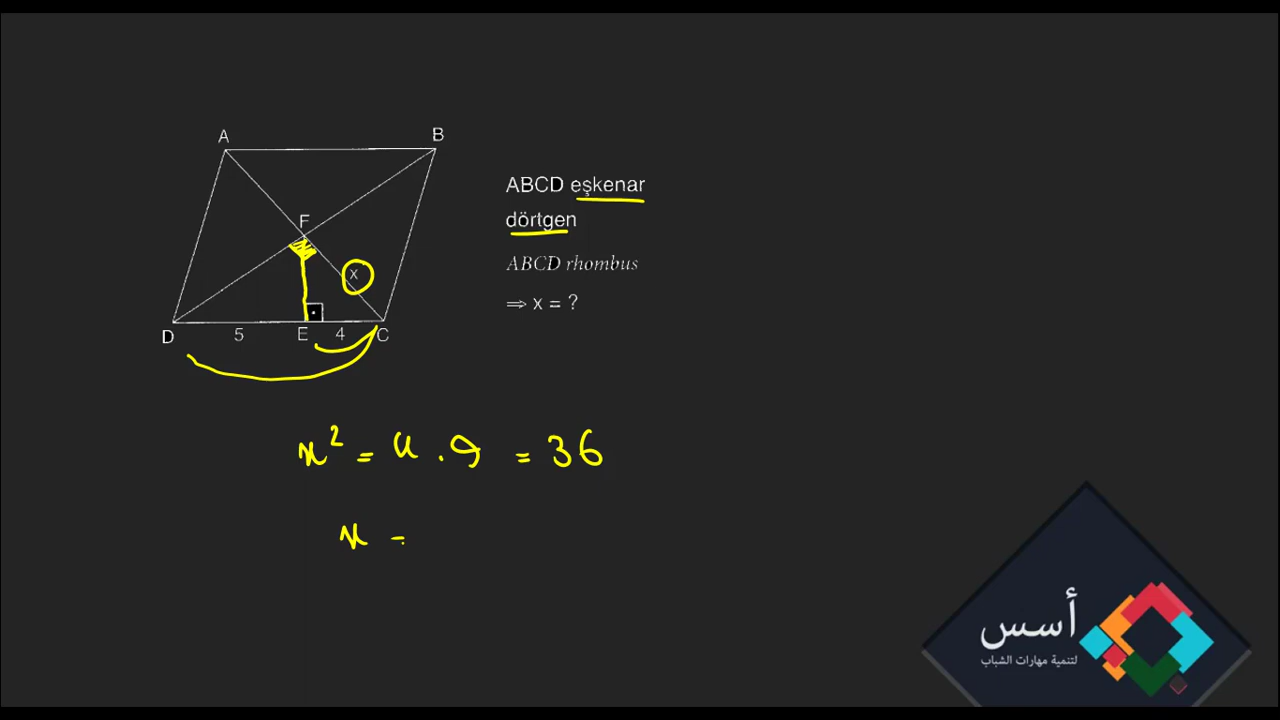 A
B
F
x
D
5
E
4
C
ABCD eşkenar
dörtgen
ABCD rhombus
⇒ x = ?
x² = 4 . 9 = 36
x =
أسس
لتنمية مهارات الشباب